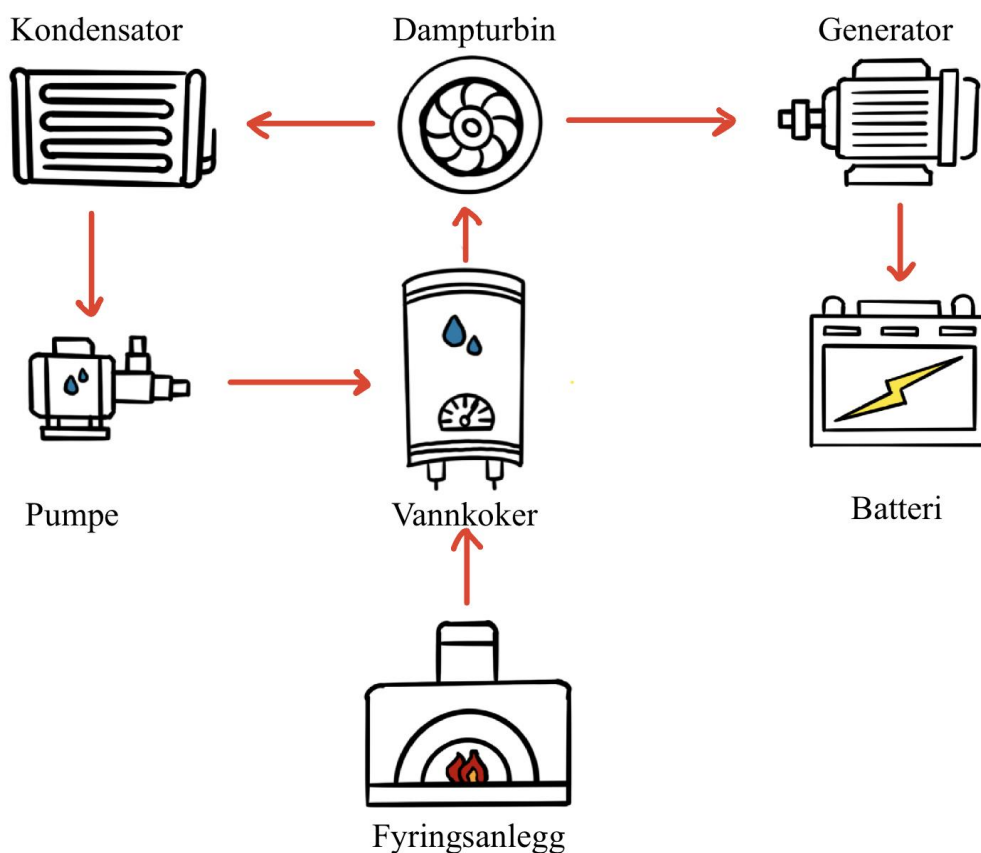 Kondensator
Dampturbin
Generator
Pumpe
Vannkoker
Batteri
Fyringsanlegg